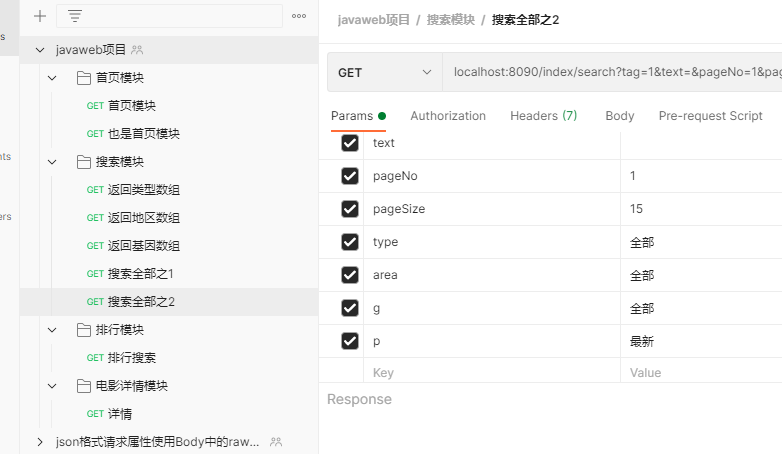 javaweb项目 / 搜索模块 / 搜索全部之2
s
nts
ers
javaweb项目
首页模块
GET 首页模块
GET 也是首页模块
搜索模块
GET 返回类型数组
GET 返回地区数组
GET 返回基因数组
GET 搜索全部之1
GET 搜索全部之2
排行模块
GET 排行搜索
电影详情模块
GET 详情
json格式请求属性使用Body中的raw...
GET localhost:8090/index/search?tag=1&text=&pageNo=1&pag
Params Authorization Headers (7) Body Pre-request Script
text
pageNo 1
pageSize 15
type 全部
area 全部
g 全部
p 最新
Key Value
Response